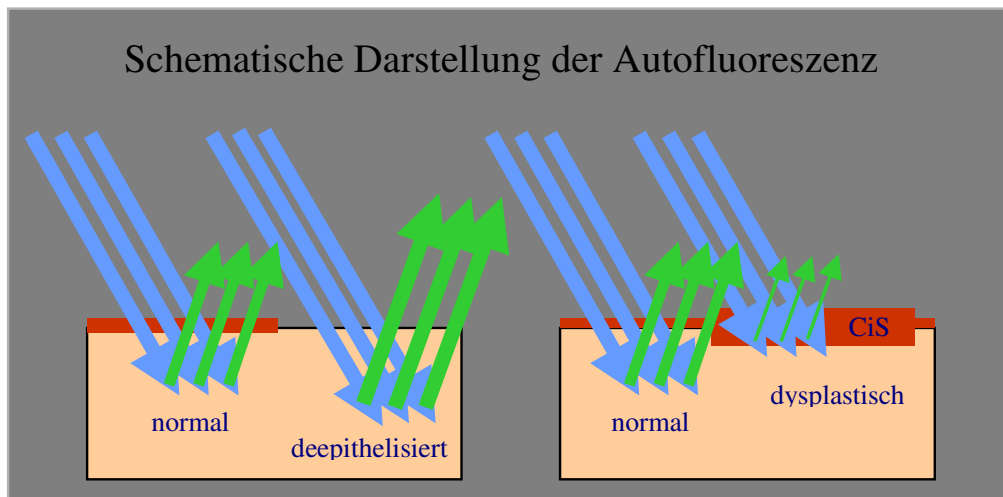 Schematische Darstellung der Autofluoreszenz
normal
deepithelisiert
normal
CiS
dysplastisch